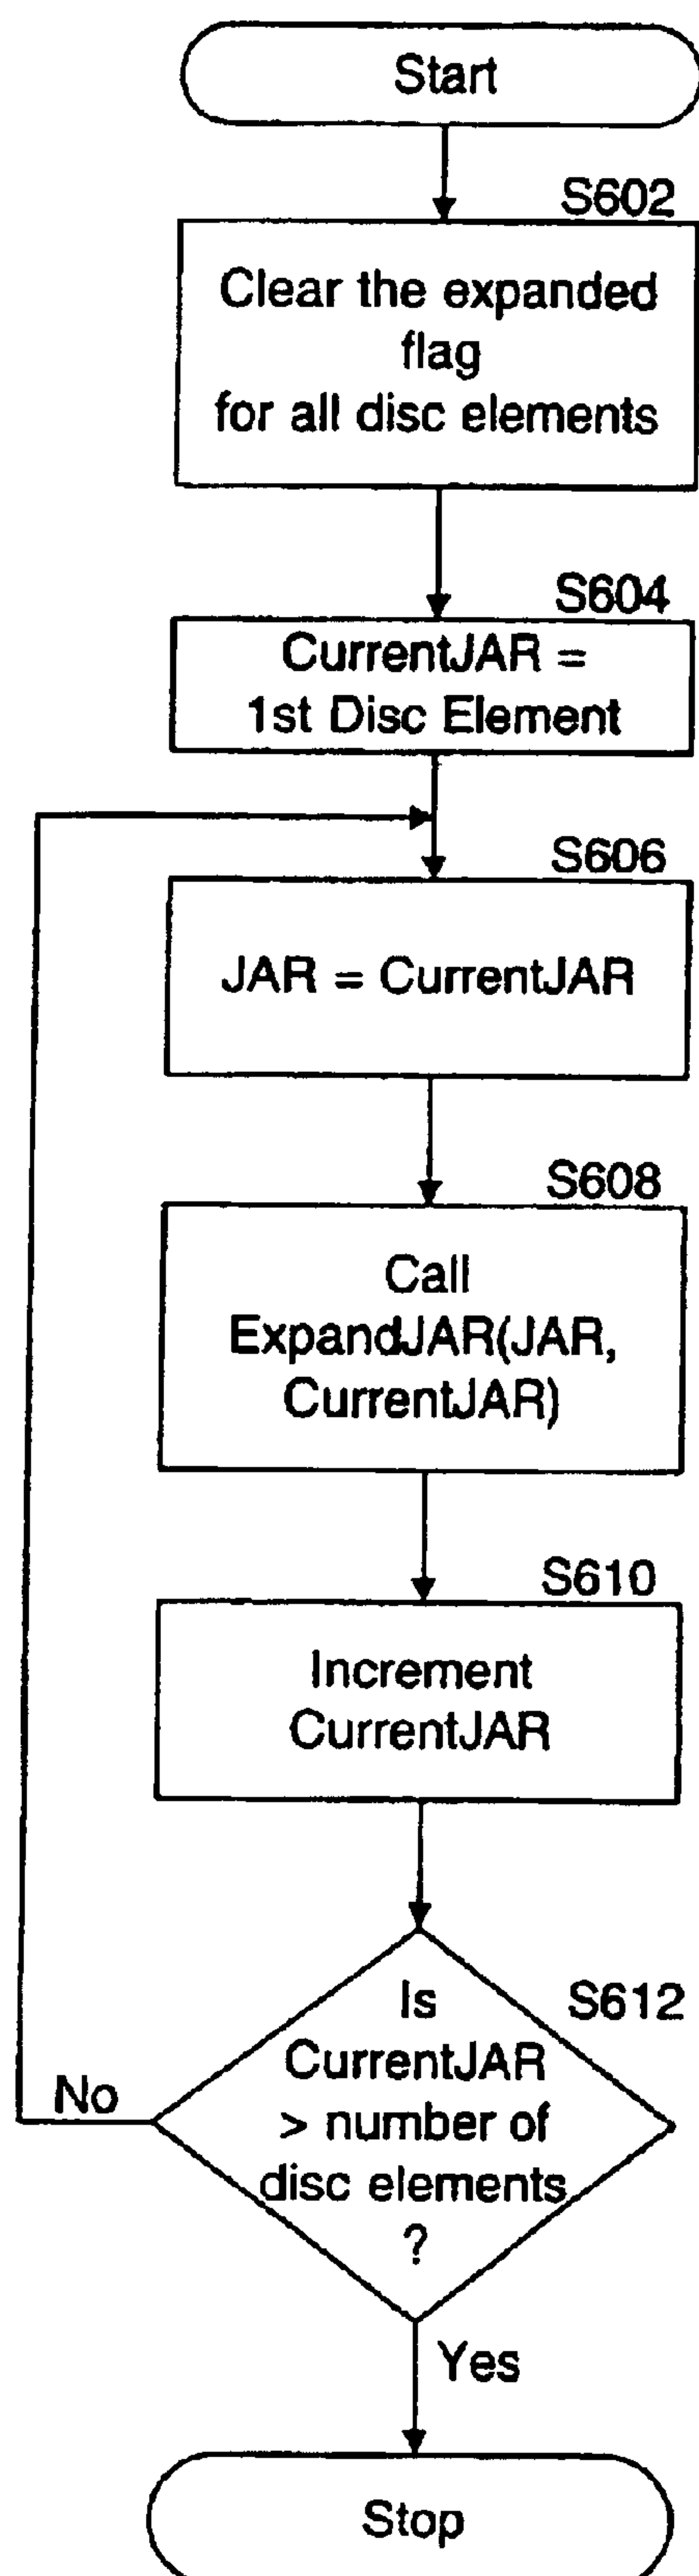 Start
S602
Clear the expanded
flag
for all disc elements
S604
CurrentJAR =
1st Disc Element
S606
JAR = CurrentJAR
S608
Call
ExpandJAR(JAR,
CurrentJAR)
S610
Increment
CurrentJAR
S612
Is
CurrentJAR
> number of
disc elements
?
No
Yes
Stop